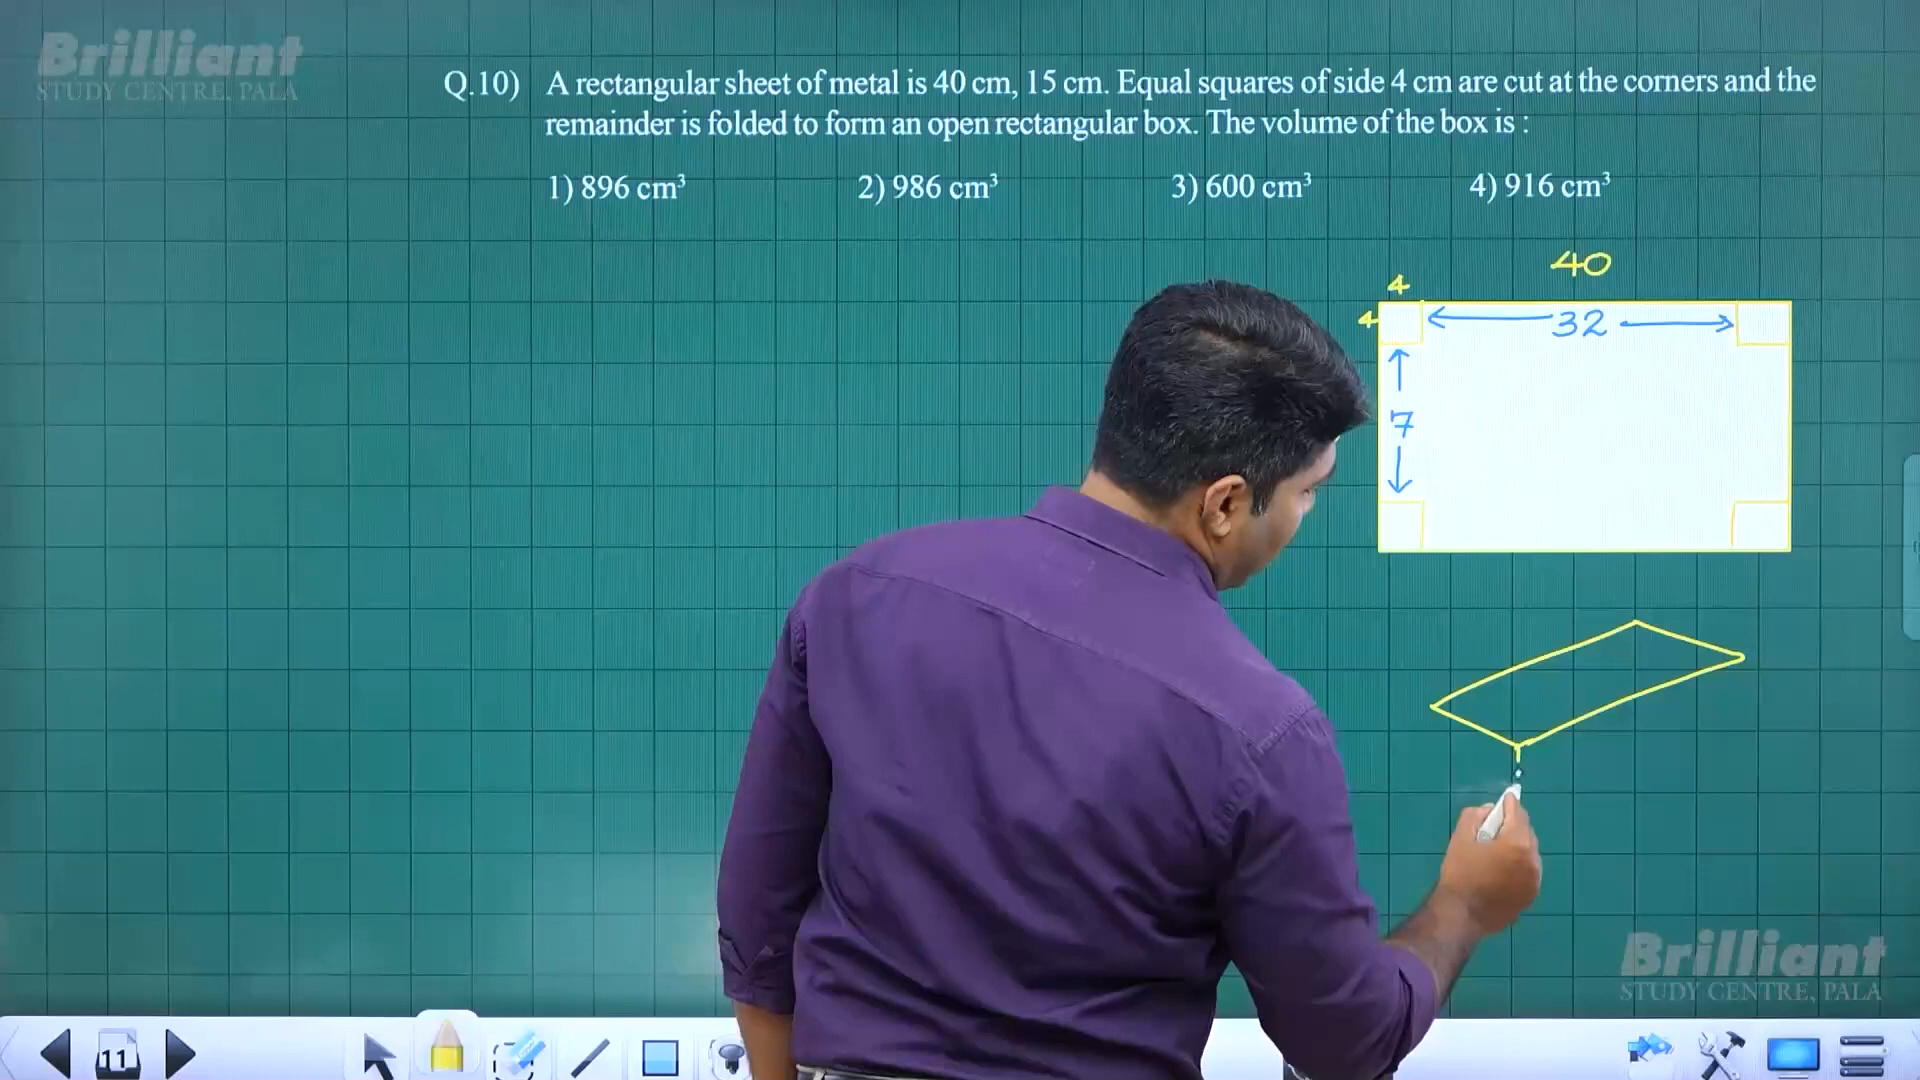 Brilliant
STUDY CENTRE, PALA
Q.10) A rectangular sheet of metal is 40 cm, 15 cm. Equal squares of side 4 cm are cut at the corners and the
remainder is folded to form an open rectangular box. The volume of the box is :
1) 896 cm³ 2) 986 cm³ 3) 600 cm³ 4) 916 cm³
40
4
4
32
7
Brilliant
STUDY CENTRE, PALA
11